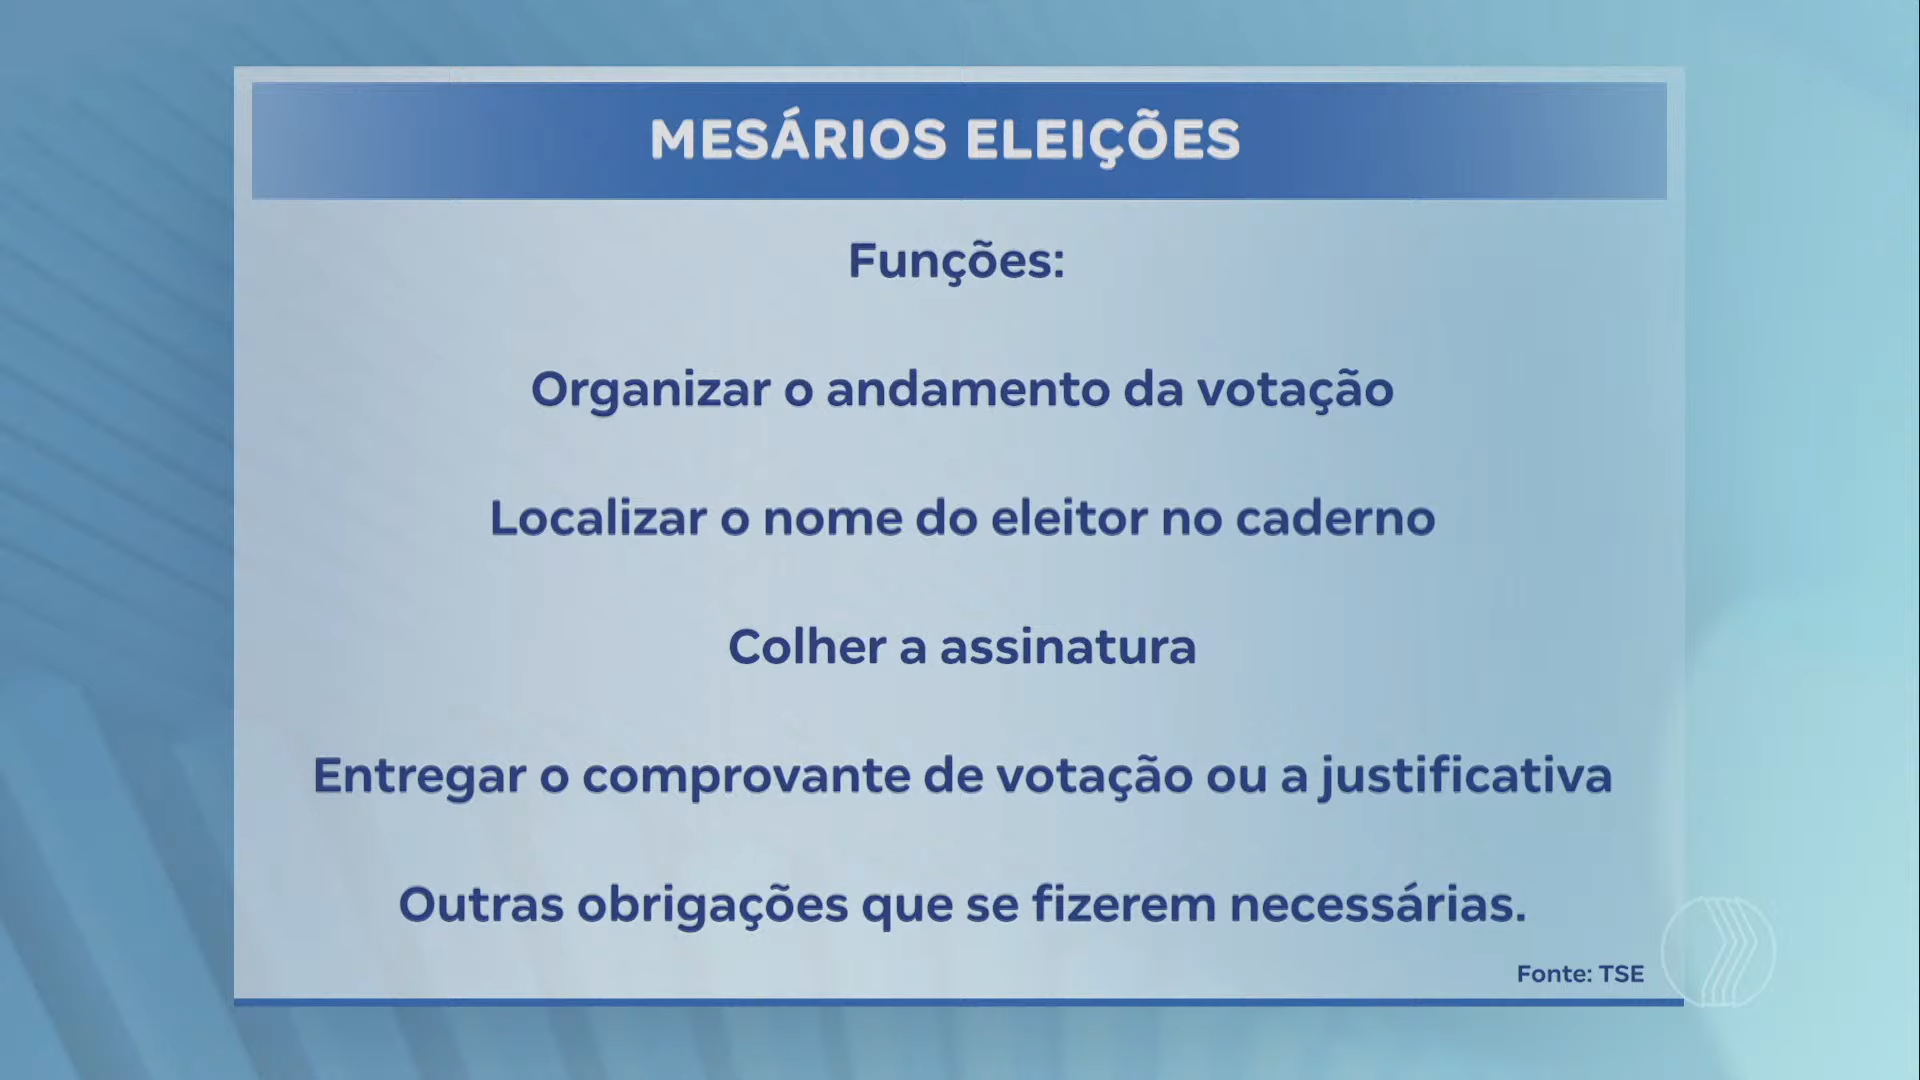 MESÁRIOS ELEIÇÕES
Funções:
Organizar o andamento da votação
Localizar o nome do eleitor no caderno
Colher a assinatura
Entregar o comprovante de votação ou a justificativa
Outras obrigações que se fizerem necessárias.
Fonte: TSE